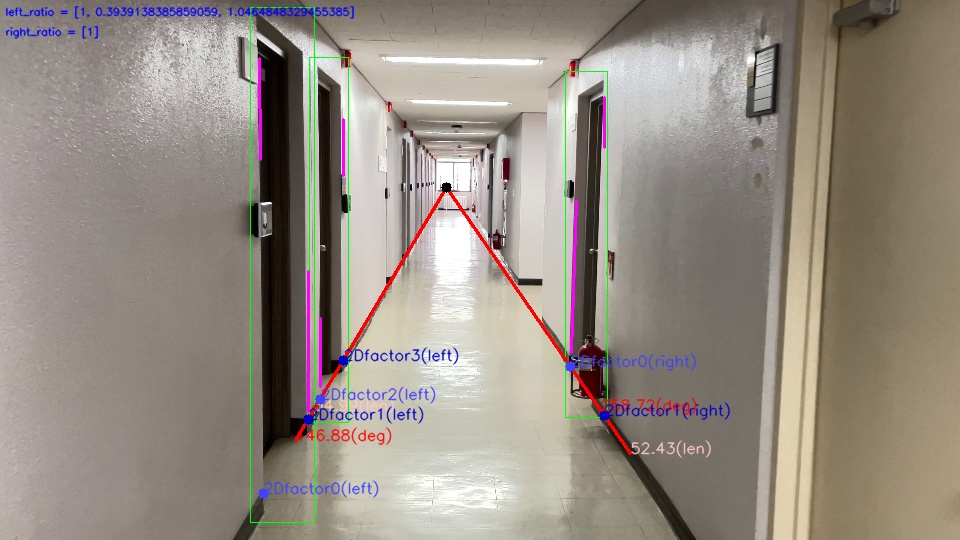 left_ratio = [1, 0.3939138385859059, 1.0464848329455385]
right_ratio = [1]
2Dfactor3(left)
2Dfactor0(right)
2Dfactor2(left)
2Dfactor1(left)
2Dfactor1(right)
46.88(deg)
52.43(len)
2Dfactor0(left)